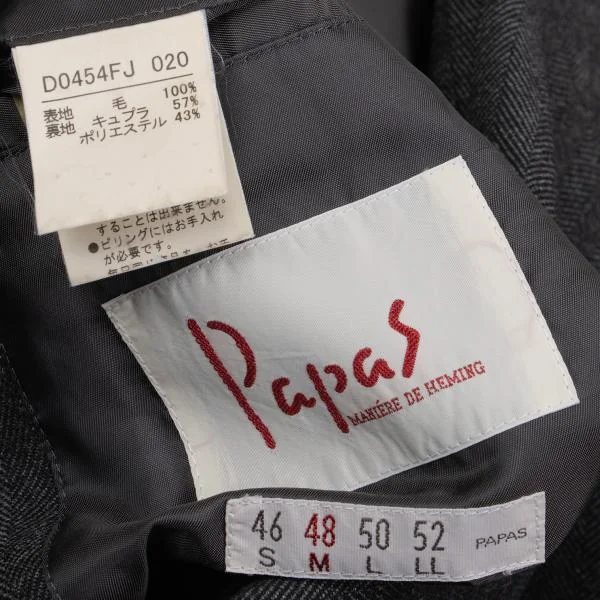 D0454FJ 020
表地 毛 100%
裏地 キュプラ 57%
ポリエステル 43%
することは出来ません。
●ピリングにはお手入れ
が必要です。
Papas
MANIÈRE DE HEMING
46 48 50 52
S M L LL
PAPAS